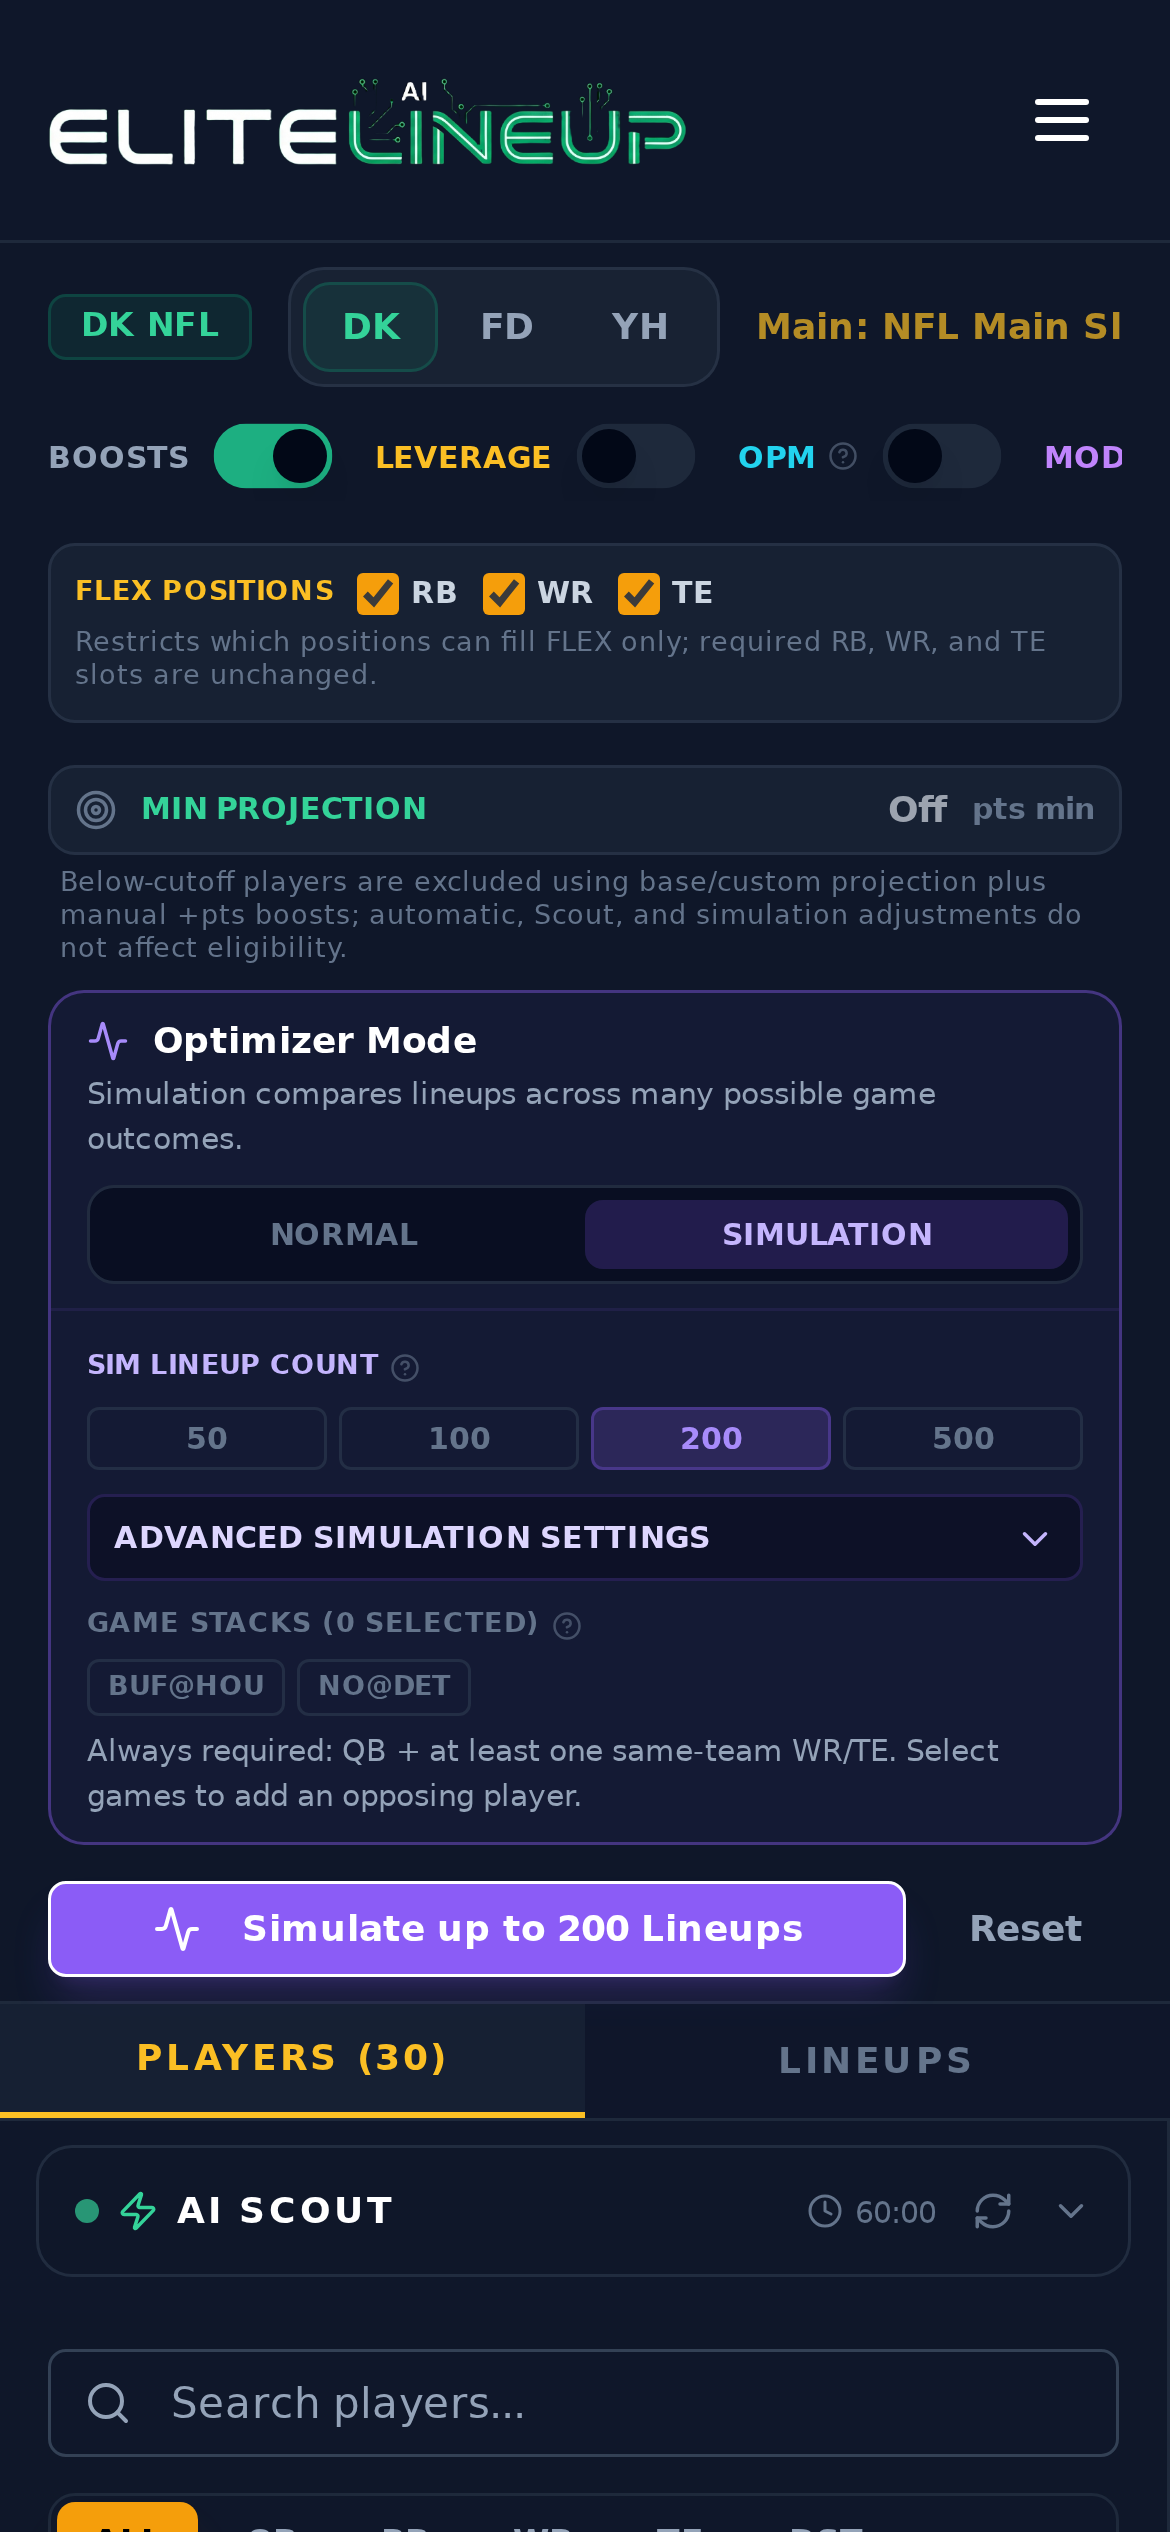 ELITELINEUP AI
DK NFL
DK FD YH
Main: NFL Main Sl
BOOSTS LEVERAGE OPM MOD
FLEX POSITIONS RB WR TE
Restricts which positions can fill FLEX only; required RB, WR, and TE
slots are unchanged.
MIN PROJECTION Off pts min
Below-cutoff players are excluded using base/custom projection plus
manual +pts boosts; automatic, Scout, and simulation adjustments do
not affect eligibility.
Optimizer Mode
Simulation compares lineups across many possible game
outcomes.
NORMAL SIMULATION
SIM LINEUP COUNT
50 100 200 500
ADVANCED SIMULATION SETTINGS
GAME STACKS (0 SELECTED)
BUF@HOU NO@DET
Always required: QB + at least one same-team WR/TE. Select
games to add an opposing player.
Simulate up to 200 Lineups Reset
PLAYERS (30) LINEUPS
AI SCOUT 60:00
Search players...